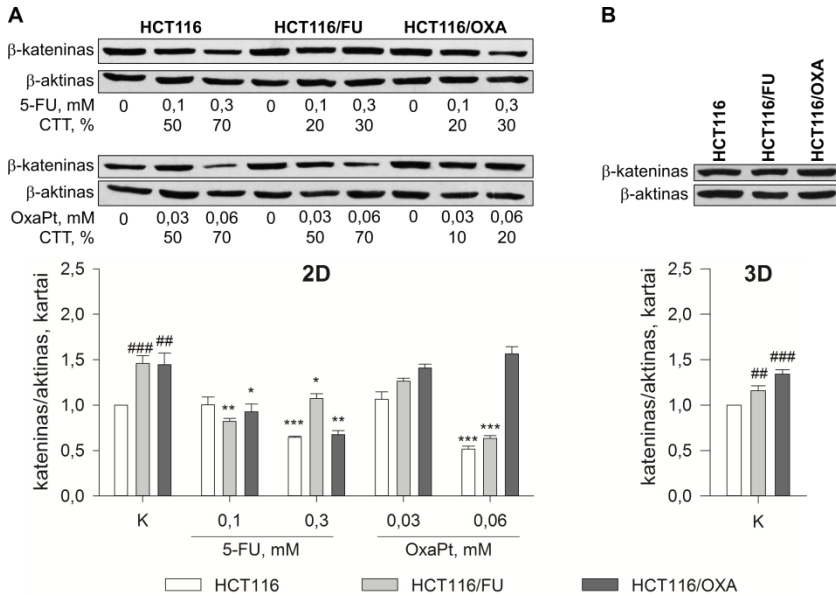 A
HCT116 HCT116/FU HCT116/OXA
β-kateninas
β-aktinas
5-FU, mM 0 0,1 0,3 0 0,1 0,3 0 0,1 0,3
CTT, % 50 70 20 30 20 30
β-kateninas
β-aktinas
OxaPt, mM 0 0,03 0,06 0 0,03 0,06 0 0,03 0,06
CTT, % 50 70 50 70 10 20
B
HCT116
HCT116/FU
HCT116/OXA
β-kateninas
β-aktinas
2D
kateninas/aktinas, kartai
2,5
2,0
1,5
1,0
0,5
0,0
### ##
** *
*** * **
*** ***
K 0,1 0,3 0,03 0,06
5-FU, mM OxaPt, mM
3D
kateninas/aktinas, kartai
2,5
2,0
1,5
1,0
0,5
0,0
## ###
K
HCT116 HCT116/FU HCT116/OXA